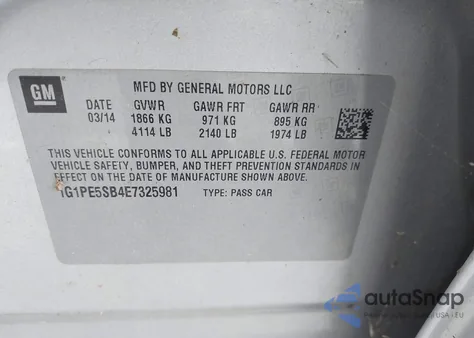 GM
MFD BY GENERAL MOTORS LLC
DATE GVWR GAWR FRT GAWR RR
03/14 1866 KG 971 KG 895 KG
4114 LB 2140 LB 1974 LB
THIS VEHICLE CONFORMS TO ALL APPLICABLE U.S. FEDERAL MOTOR
VEHICLE SAFETY, BUMPER, AND THEFT PREVENTION STANDARDS IN
EFFECT ON THE DATE OF MANUFACTURE SHOWN ABOVE.
1G1PE5SB4E7325981 TYPE: PASS CAR
autoSnap